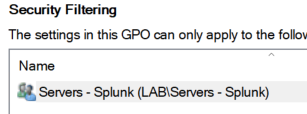 Security Filtering
The settings in this GPO can only apply to the follow
Name
Servers - Splunk (LAB\Servers - Splunk)